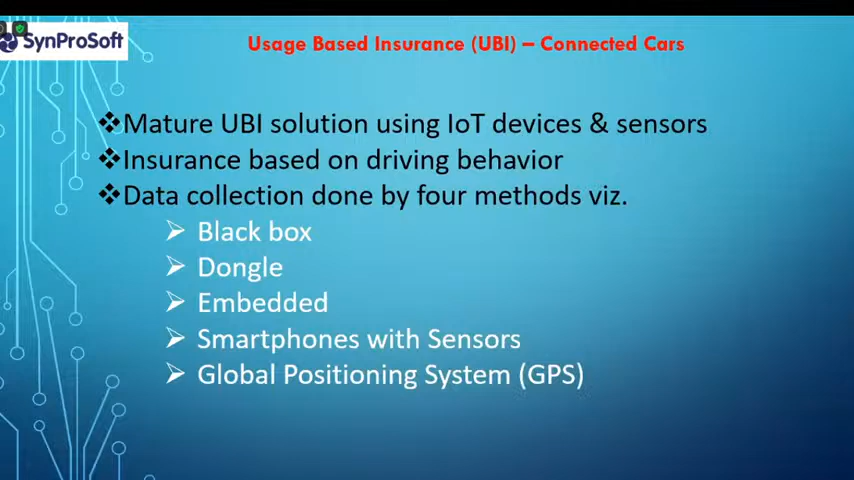 SynProSoft
Usage Based Insurance (UBI) – Connected Cars
❖Mature UBI solution using IoT devices & sensors
❖Insurance based on driving behavior
❖Data collection done by four methods viz.
➢ Black box
➢ Dongle
➢ Embedded
➢ Smartphones with Sensors
➢ Global Positioning System (GPS)